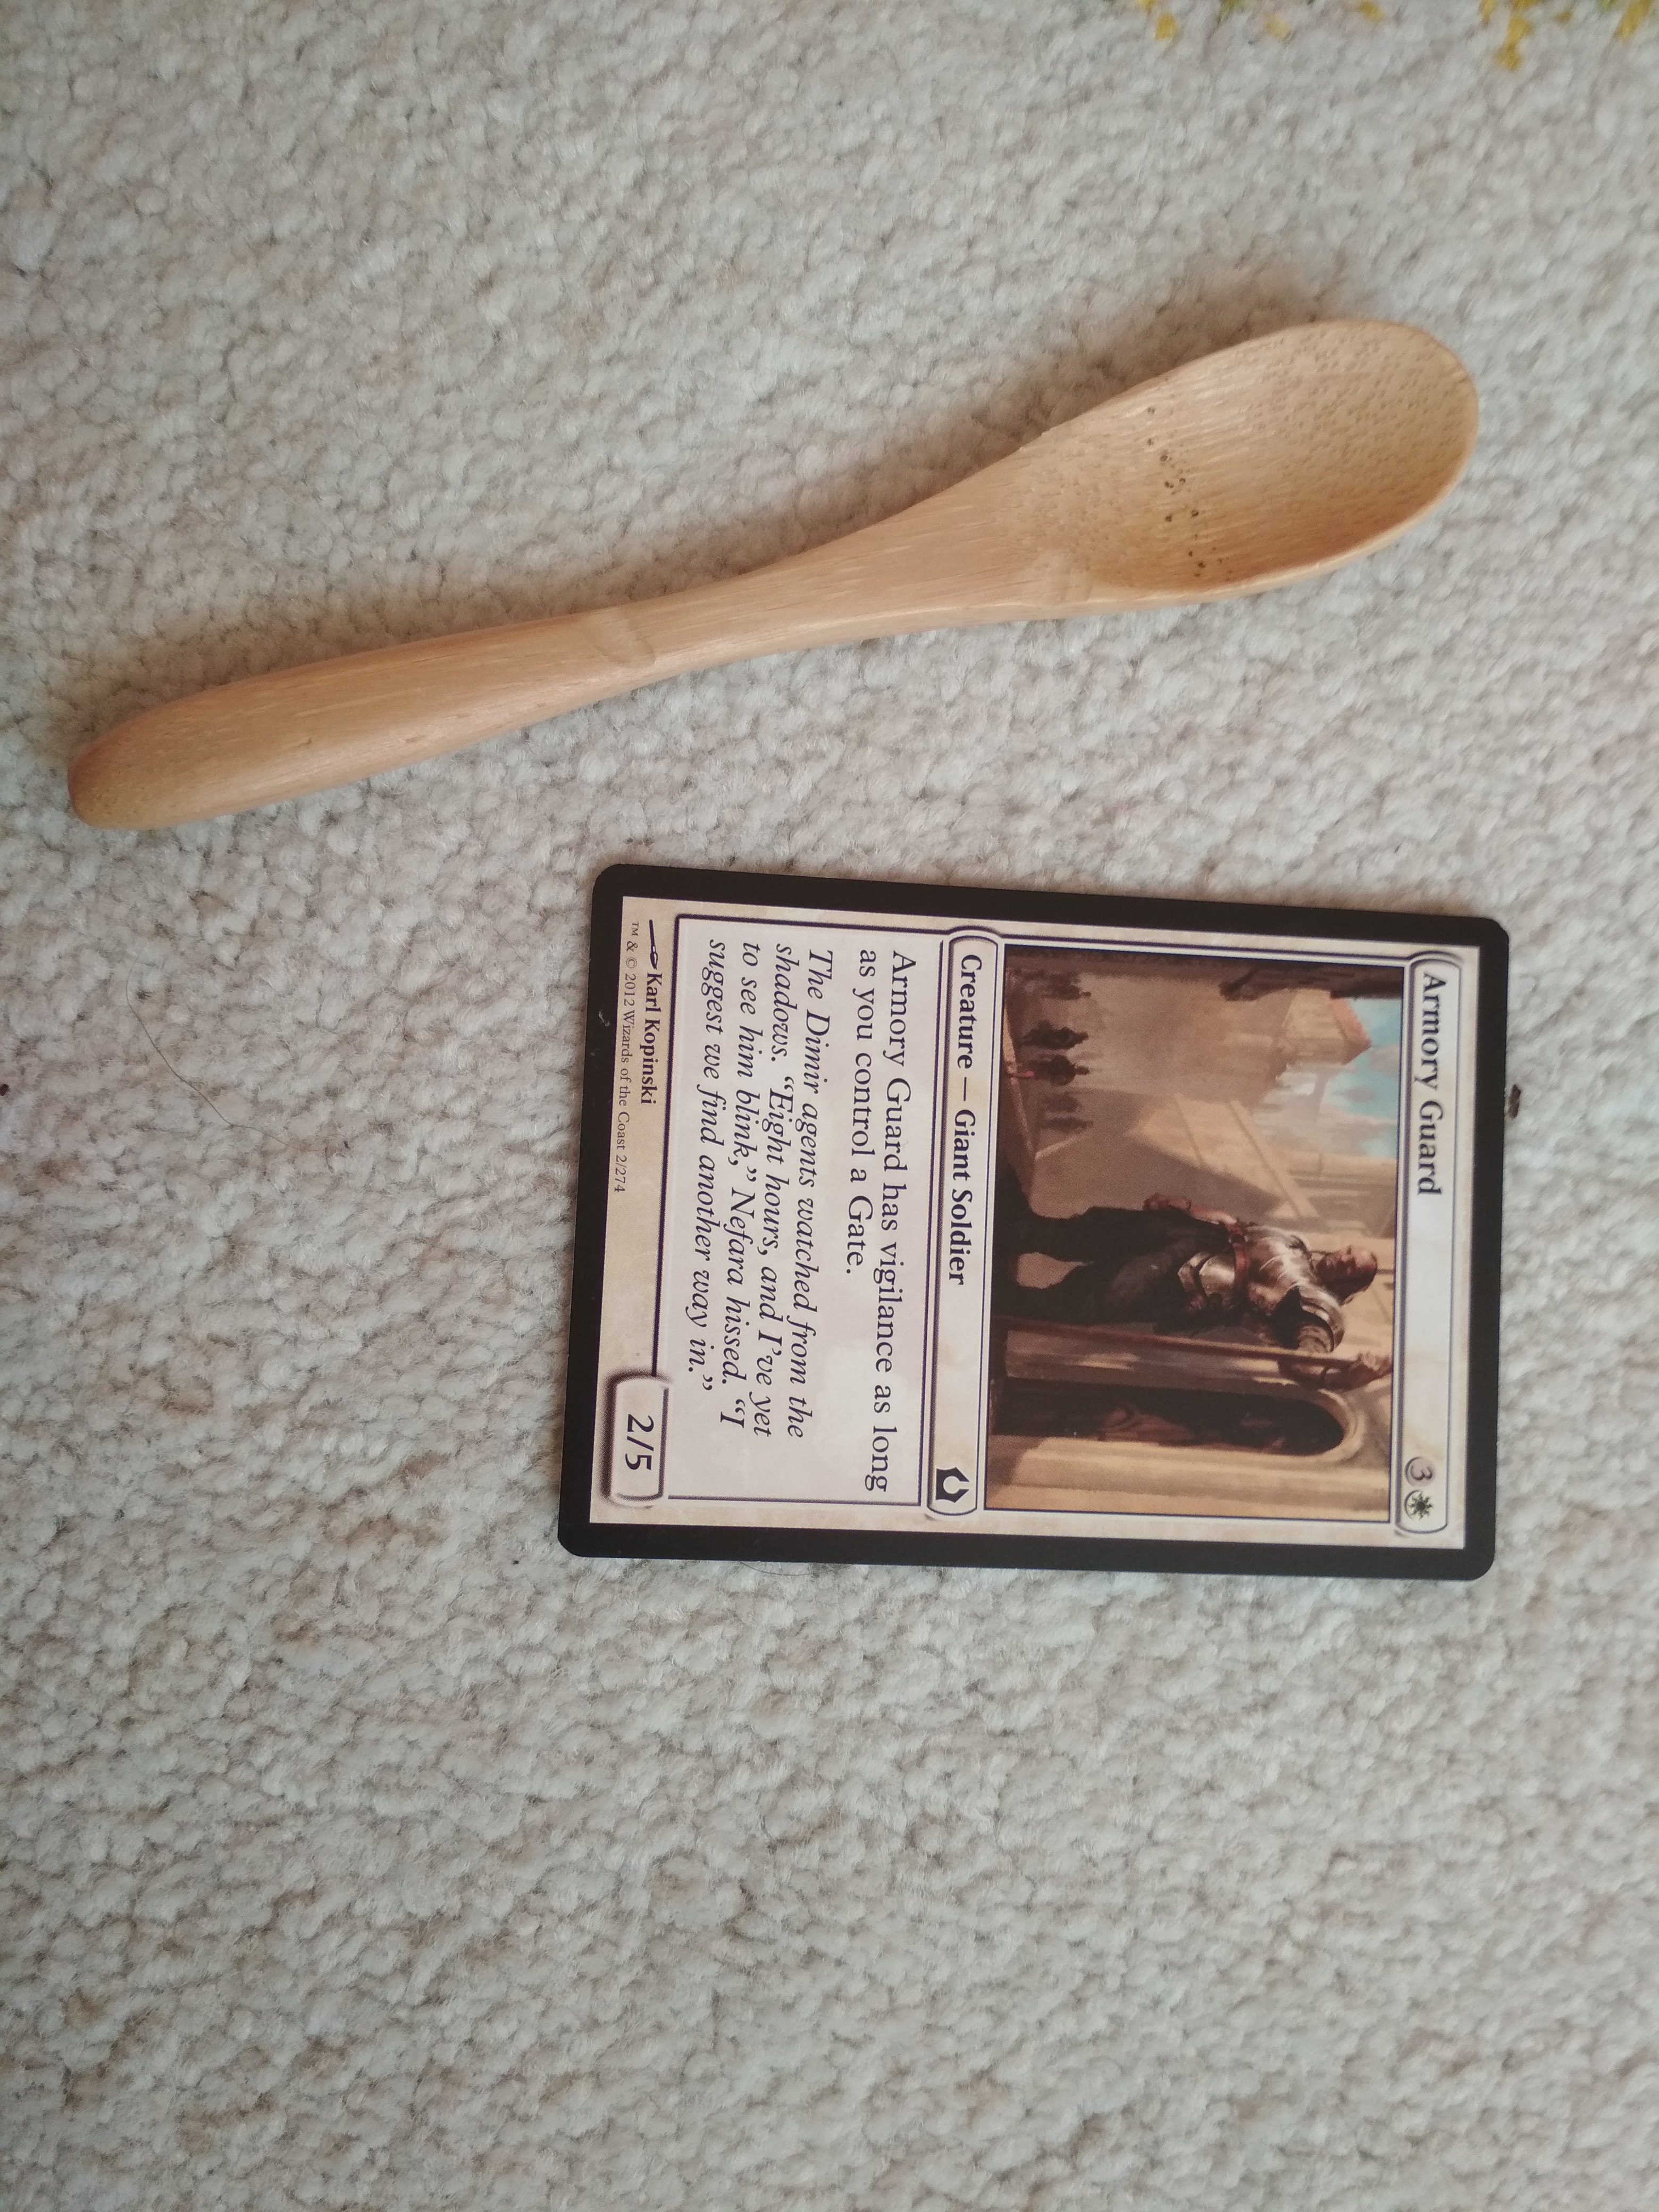 Armory Guard 3
Creature — Giant Soldier
Armory Guard has vigilance as long
as you control a Gate.
The Dimir agents watched from the
shadows. “Eight hours, and I’ve yet
to see him blink,” Nefara hissed. “I
suggest we find another way in.”
2/5
Karl Kopinski
™ & © 2012 Wizards of the Coast 2/274